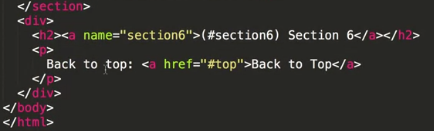 </section>
<div>
<h2><a name="section6">(#section6) Section 6</a></h2>
<p>
Back to top: <a href="#top">Back to Top</a>
</p>
</div>
</body>
</html>